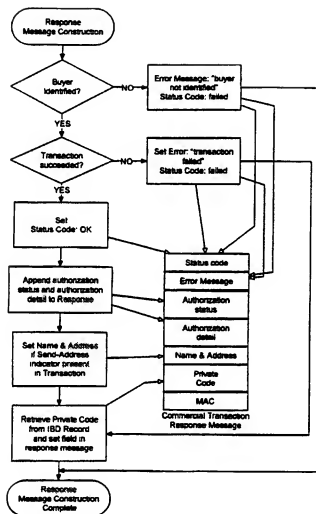 Response
Message Construction
Buyer
Identified?
NO
Error Message: "buyer
not identified"
Status Code: failed
YES
Transaction
succeeded?
NO
Set Error: "transaction
failed"
Status Code: failed
YES
Set
Status Code: OK
Status code
Error Message
Append authorization
status and authorization
detail to Response
Authorization
status
Authorization
detail
Set Name & Address
if Send-Address
indicator present
in Transaction
Name & Address
Private
Code
MAC
Commercial Transaction
Response Message
Retrieve Private Code
from IBD Record
and set field in
response message
Response
Message Construction
Complete